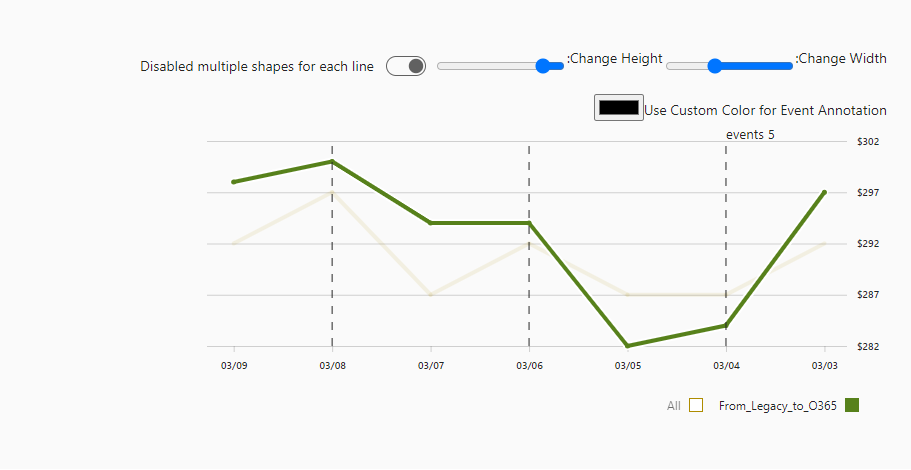 Disabled multiple shapes for each line
:Change Height
:Change Width
Use Custom Color for Event Annotation
events 5
$302
$297
$292
$287
$282
03/09 03/08 03/07 03/06 03/05 03/04 03/03
All From_Legacy_to_O365